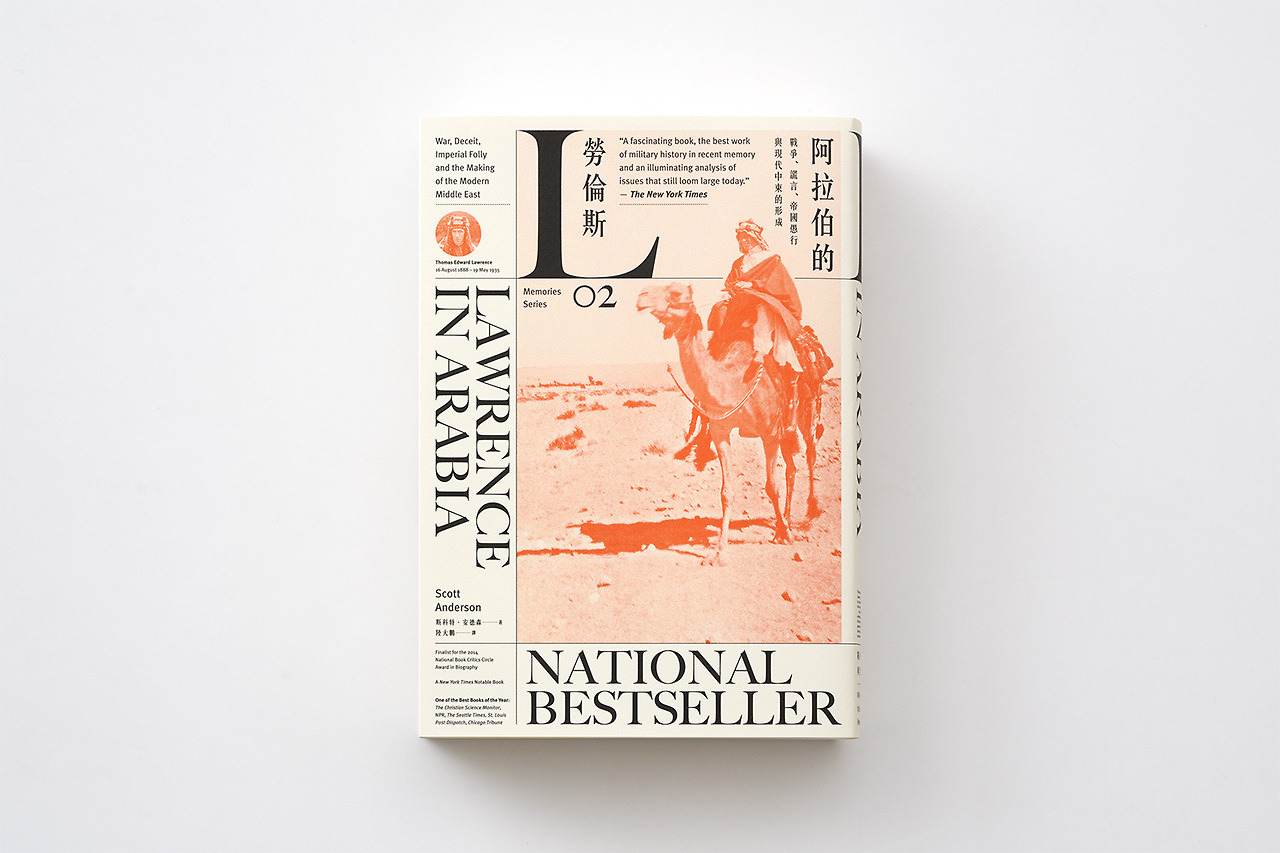 War, Deceit,
Imperial Folly
and the Making
of the Modern
Middle East
Thomas Edward Lawrence
16 August 1888 – 19 May 1935
LAWRENCE
IN ARABIA
Scott
Anderson
斯科特・安德森——著
陸大鵬——譯
Finalist for the 2014
National Book Critics Circle
Award in Biography
A New York Times Notable Book
One of the Best Books of the Year:
The Christian Science Monitor,
NPR, The Seattle Times, St. Louis
Post-Dispatch, Chicago Tribune
L
阿拉伯的
勞倫斯
戰爭、謊言、帝國愚行
與現代中東的形成
“A fascinating book, the best work
of military history in recent memory
and an illuminating analysis of
issues that still loom large today.”
— The New York Times
Memories
Series
02
NATIONAL
BESTSELLER